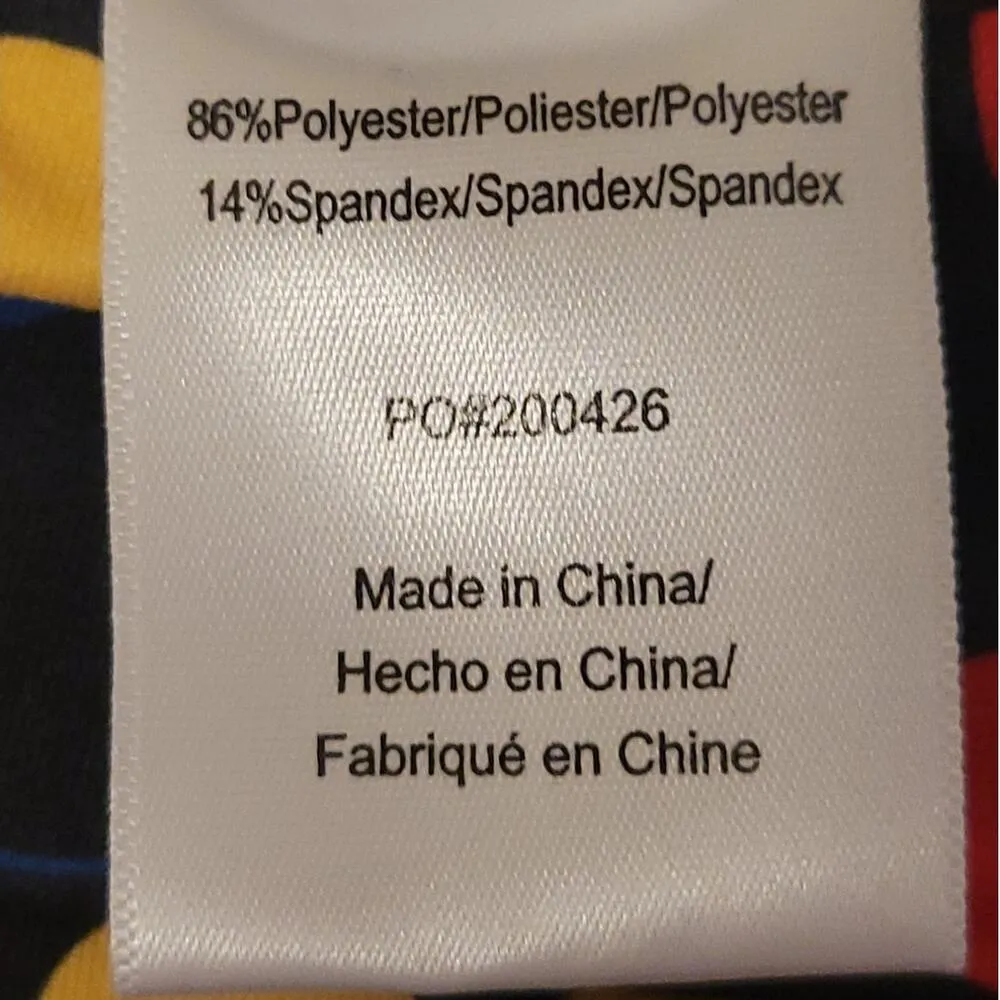 86%Polyester/Poliester/Polyester
14%Spandex/Spandex/Spandex
PO#200426
Made in China/
Hecho en China/
Fabriqué en Chine